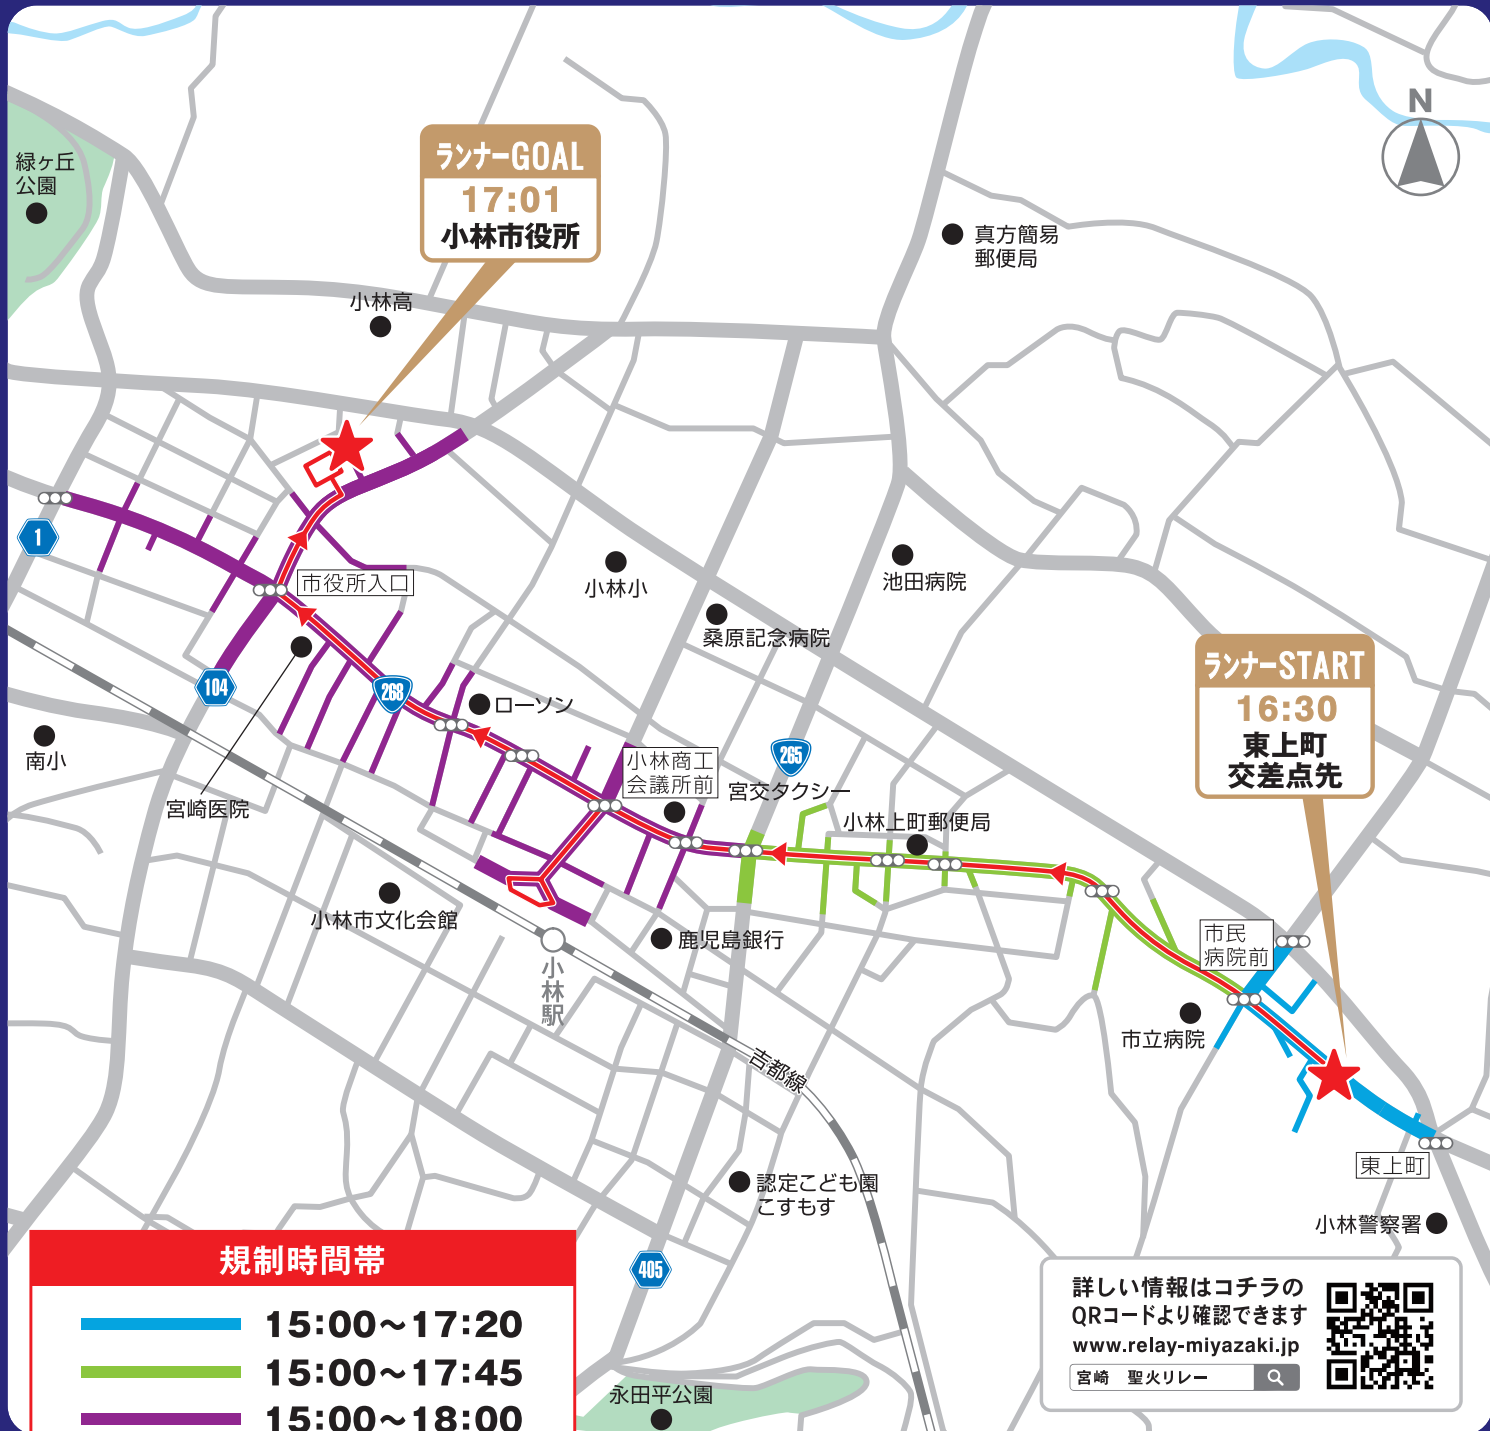 N
緑ヶ丘
公園
ランナーGOAL
17:01
小林市役所
真方簡易
郵便局
小林高
1
市役所入口
小林小
池田病院
桑原記念病院
ランナーSTART
16:30
東上町
交差点先
104
268
ローソン
南小
宮崎医院
小林商工
会議所前
265
宮交タクシー
小林上町郵便局
小林市文化会館
鹿児島銀行
小林駅
市民
病院前
市立病院
吉都線
東上町
認定こども園
こすもす
小林警察署
405
規制時間帯
15:00〜17:20
15:00〜17:45
15:00〜18:00
永田平公園
詳しい情報はコチラの
QRコードより確認できます
www.relay-miyazaki.jp
宮崎　聖火リレー